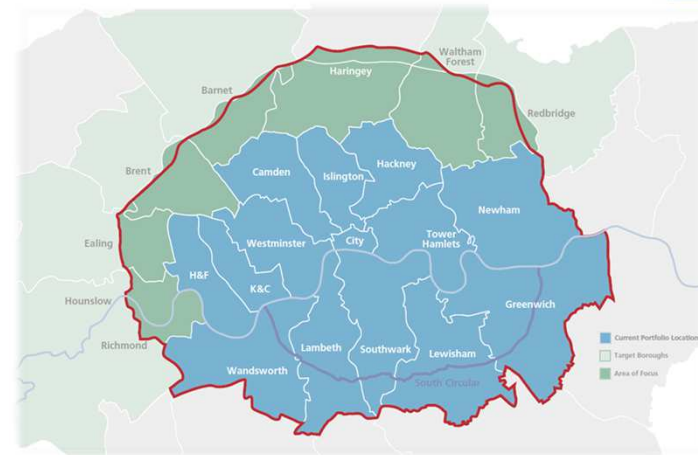 Waltham
Forest
Haringey
Barnet
Redbridge
Hackney
Brent
Camden
Islington
Newham
Ealing
Westminster
City
Tower
Hamlets
H&F
K&C
Hounslow
Greenwich
Richmond
Lambeth
Southwark
Lewisham
Wandsworth
South Circular
Current Portfolio Location
Target Boroughs
Area of Focus